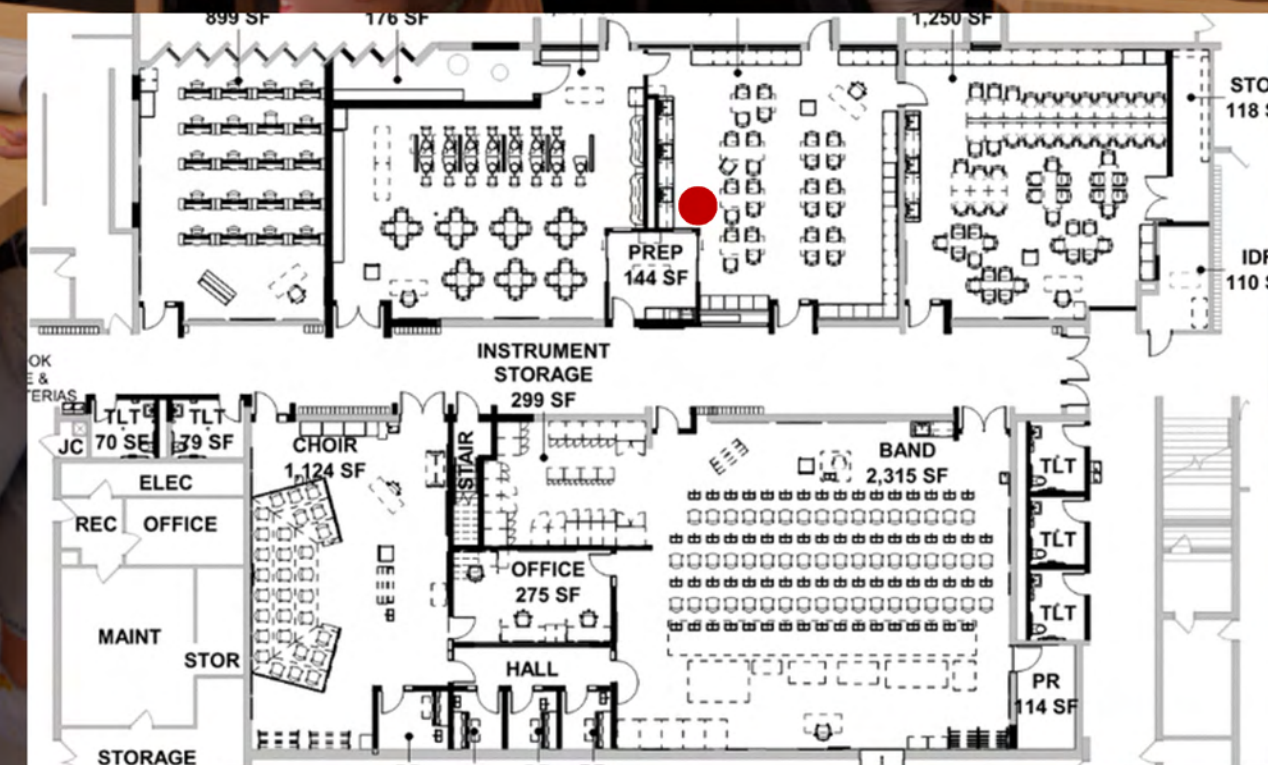 899 SF
176 SF
1,250 SF
STO
118 S
PREP
144 SF
IDF
110 S
INSTRUMENT
STORAGE
299 SF
OK
E &
TERIAS
TLT
70 SF
TLT
79 SF
JC
CHOIR
1,124 SF
STAIR
BAND
2,315 SF
ELEC
TLT
REC
OFFICE
TLT
OFFICE
275 SF
TLT
MAINT
STOR
HALL
PR
114 SF
STORAGE